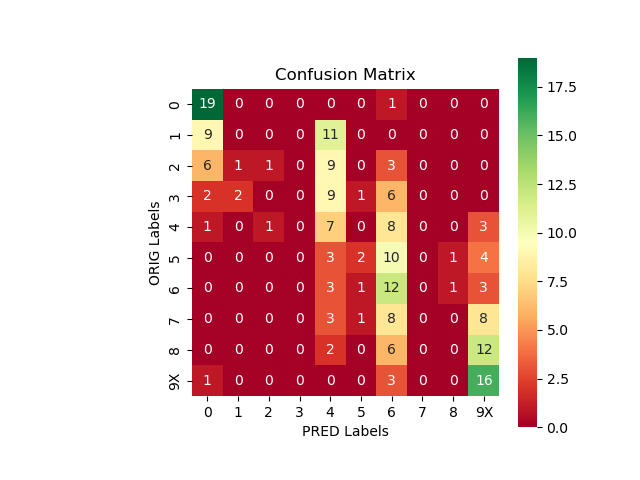 Confusion Matrix
ORIG Labels
0 19 0 0 0 0 0 1 0 0 0
1 9 0 0 0 11 0 0 0 0 0
2 6 1 1 0 9 0 3 0 0 0
3 2 2 0 0 9 1 6 0 0 0
4 1 0 1 0 7 0 8 0 0 3
5 0 0 0 0 3 2 10 0 1 4
6 0 0 0 0 3 1 12 0 1 3
7 0 0 0 0 3 1 8 0 0 8
8 0 0 0 0 2 0 6 0 0 12
9X 1 0 0 0 0 0 3 0 0 16
0 1 2 3 4 5 6 7 8 9X
PRED Labels
17.5
15.0
12.5
10.0
7.5
5.0
2.5
0.0